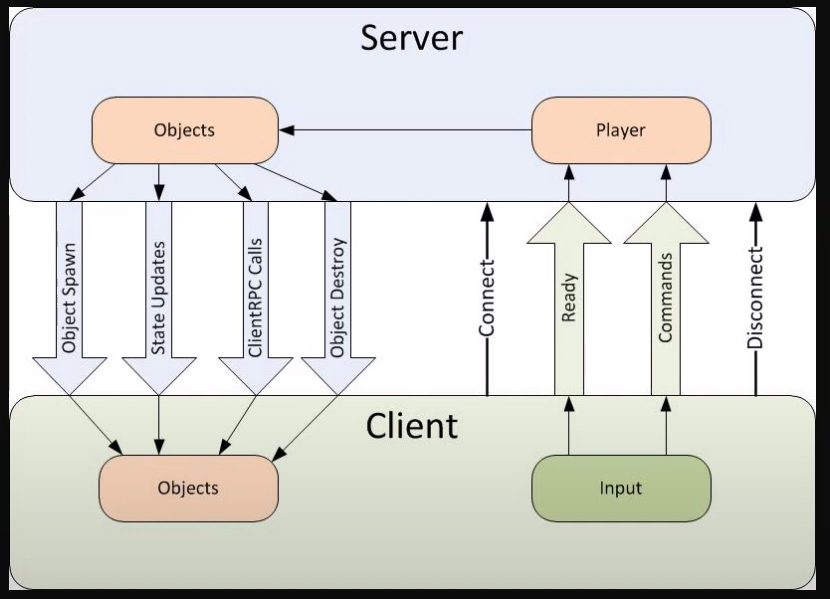 Server
Objects
Player
Object Spawn
State Updates
ClientRPC Calls
Object Destroy
Connect
Ready
Commands
Disconnect
Client
Objects
Input